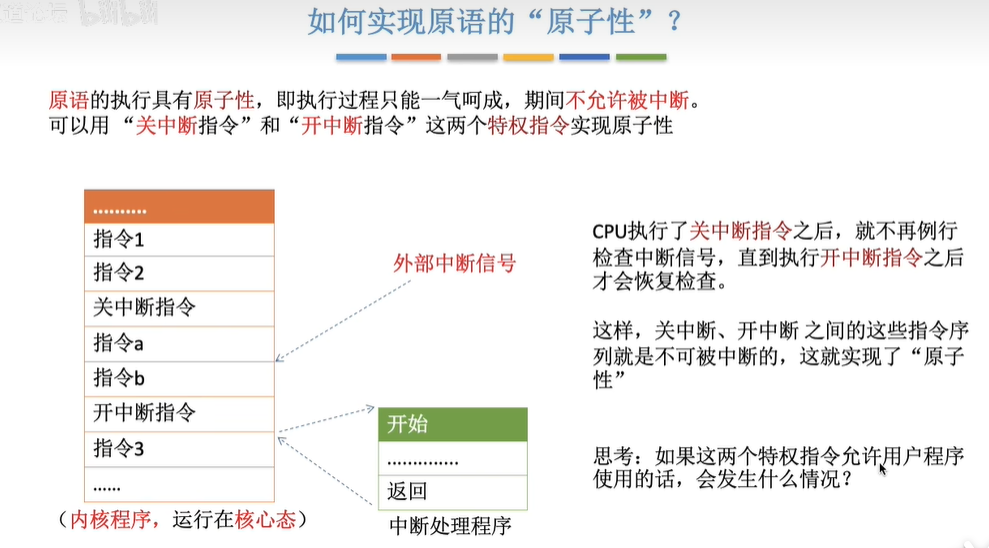 如何实现原语的“原子性”？
原语的执行具有原子性，即执行过程只能一气呵成，期间不允许被中断。
可以用 “关中断指令”和“开中断指令”这两个特权指令实现原子性
..........
指令1
指令2
关中断指令
指令a
指令b
开中断指令
指令3
......
（内核程序，运行在核心态）
外部中断信号
开始
..............
返回
中断处理程序
CPU执行了关中断指令之后，就不再例行
检查中断信号，直到执行开中断指令之后
才会恢复检查。
这样，关中断、开中断 之间的这些指令序
列就是不可被中断的，这就实现了“原子
性”
思考：如果这两个特权指令允许用户程序
使用的话，会发生什么情况？